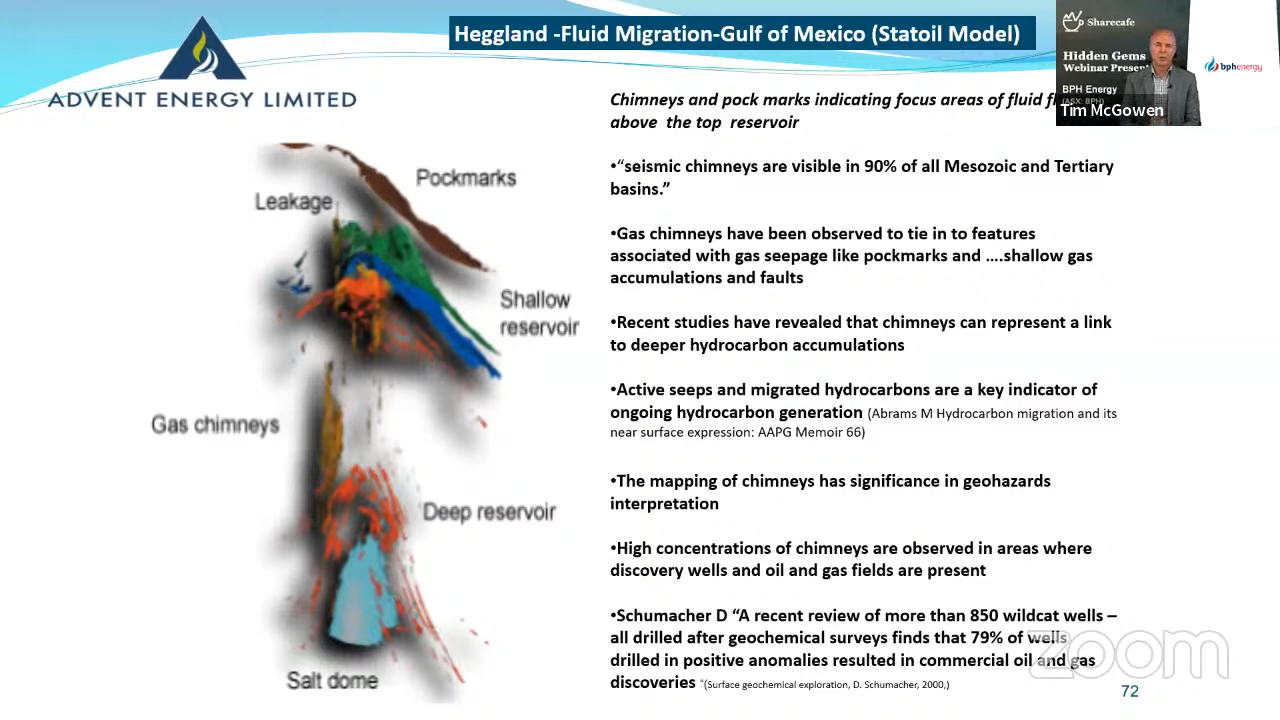 Heggland -Fluid Migration-Gulf of Mexico (Statoil Model)
ADVENT ENERGY LIMITED
Sharecafe
Hidden Gems
Webinar
BPH Energy
(ASX: BPH)
Tim McGowen
bphenergy
Chimneys and pock marks indicating focus areas of fluid
above the top reservoir
•“seismic chimneys are visible in 90% of all Mesozoic and Tertiary
basins.”
•Gas chimneys have been observed to tie in to features
associated with gas seepage like pockmarks and ….shallow gas
accumulations and faults
•Recent studies have revealed that chimneys can represent a link
to deeper hydrocarbon accumulations
•Active seeps and migrated hydrocarbons are a key indicator of
ongoing hydrocarbon generation (Abrams M Hydrocarbon migration and its
near surface expression: AAPG Memoir 66)
•The mapping of chimneys has significance in geohazards
interpretation
•High concentrations of chimneys are observed in areas where
discovery wells and oil and gas fields are present
•Schumacher D “A recent review of more than 850 wildcat wells –
all drilled after geochemical surveys finds that 79% of wells
drilled in positive anomalies resulted in commercial oil and gas
discoveries “(Surface geochemical exploration, D. Schumacher, 2000,)
Pockmarks
Leakage
Shallow
reservoir
Gas chimneys
Deep reservoir
Salt dome
zoom
72